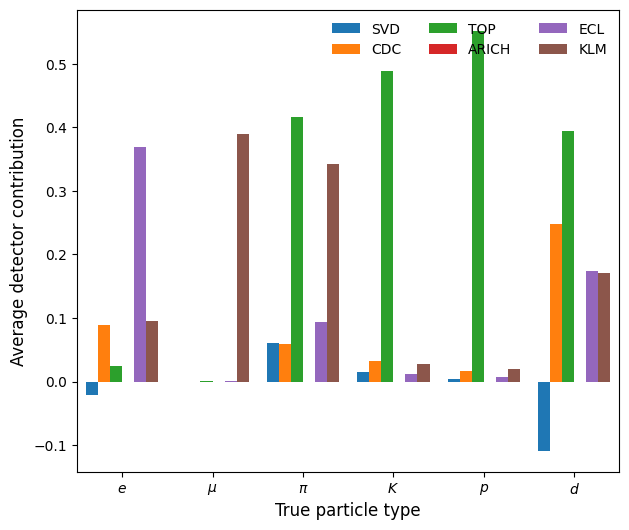 SVD TOP ECL
CDC ARICH KLM
0.5
0.4
0.3
0.2
0.1
0.0
−0.1
Average detector contribution
e μ π K p d
True particle type